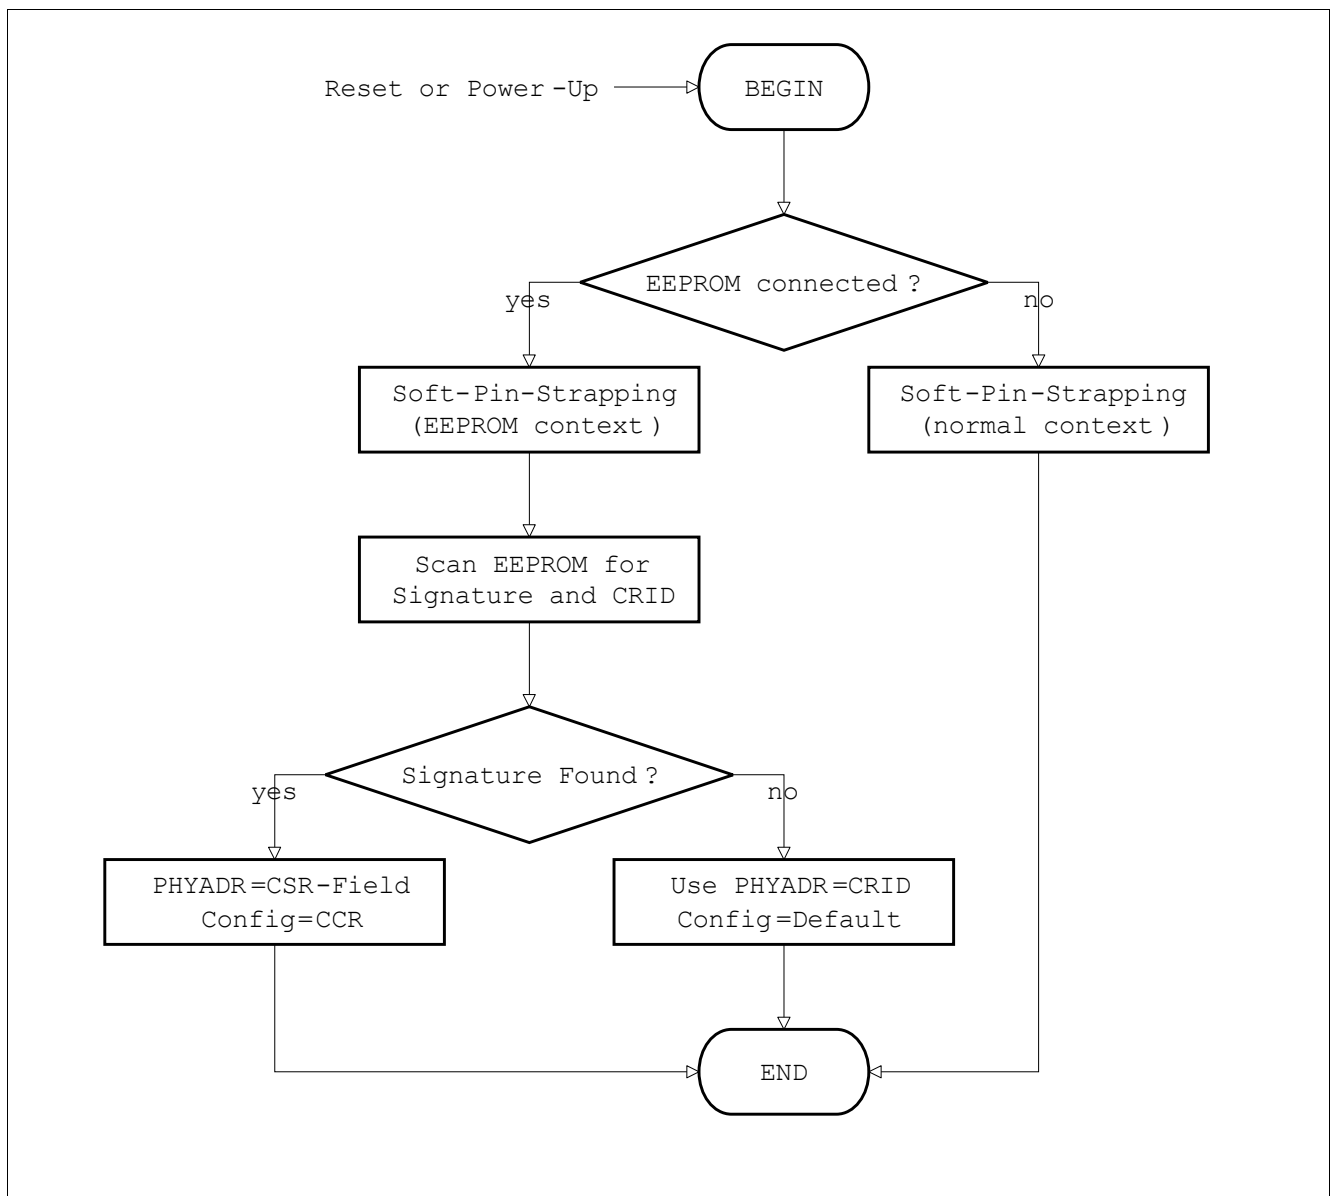 Reset or Power-Up
BEGIN
EEPROM connected?
yes
no
Soft-Pin-Strapping
(EEPROM context)
Soft-Pin-Strapping
(normal context)
Scan EEPROM for
Signature and CRID
Signature Found?
yes
no
PHYADR=CSR-Field
Config=CCR
Use PHYADR=CRID
Config=Default
END